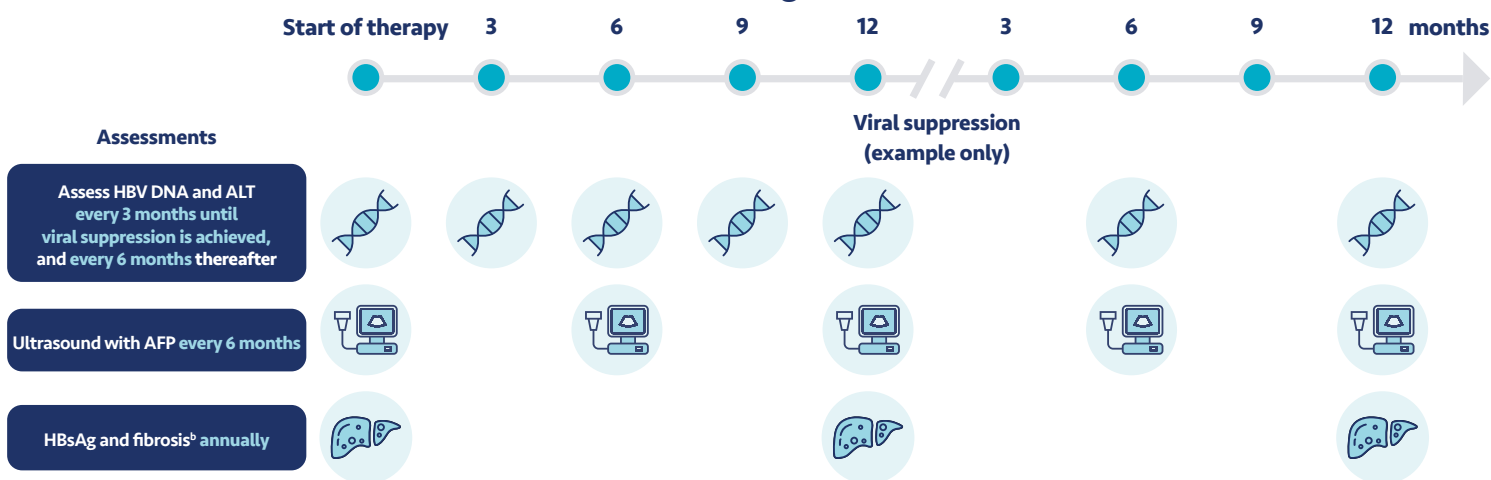 Start of therapy 3 6 9 12 3 6 9 12 months
Viral suppression
(example only)
Assessments
Assess HBV DNA and ALT
every 3 months until
viral suppression is achieved,
and every 6 months thereafter
Ultrasound with AFP every 6 months
HBsAg and fibrosisᵇ annually